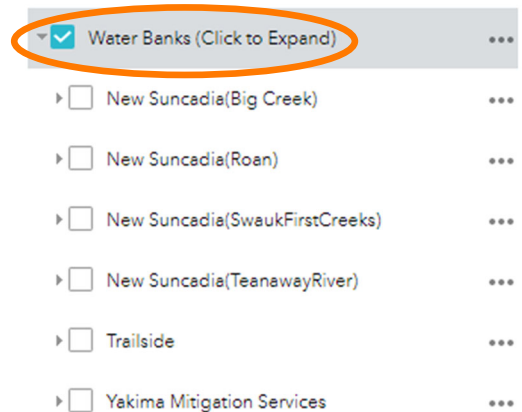 Water Banks (Click to Expand)
New Suncadia(Big Creek)
New Suncadia(Roan)
New Suncadia(SwaukFirstCreeks)
New Suncadia(TeanawayRiver)
Trailside
Yakima Mitigation Services